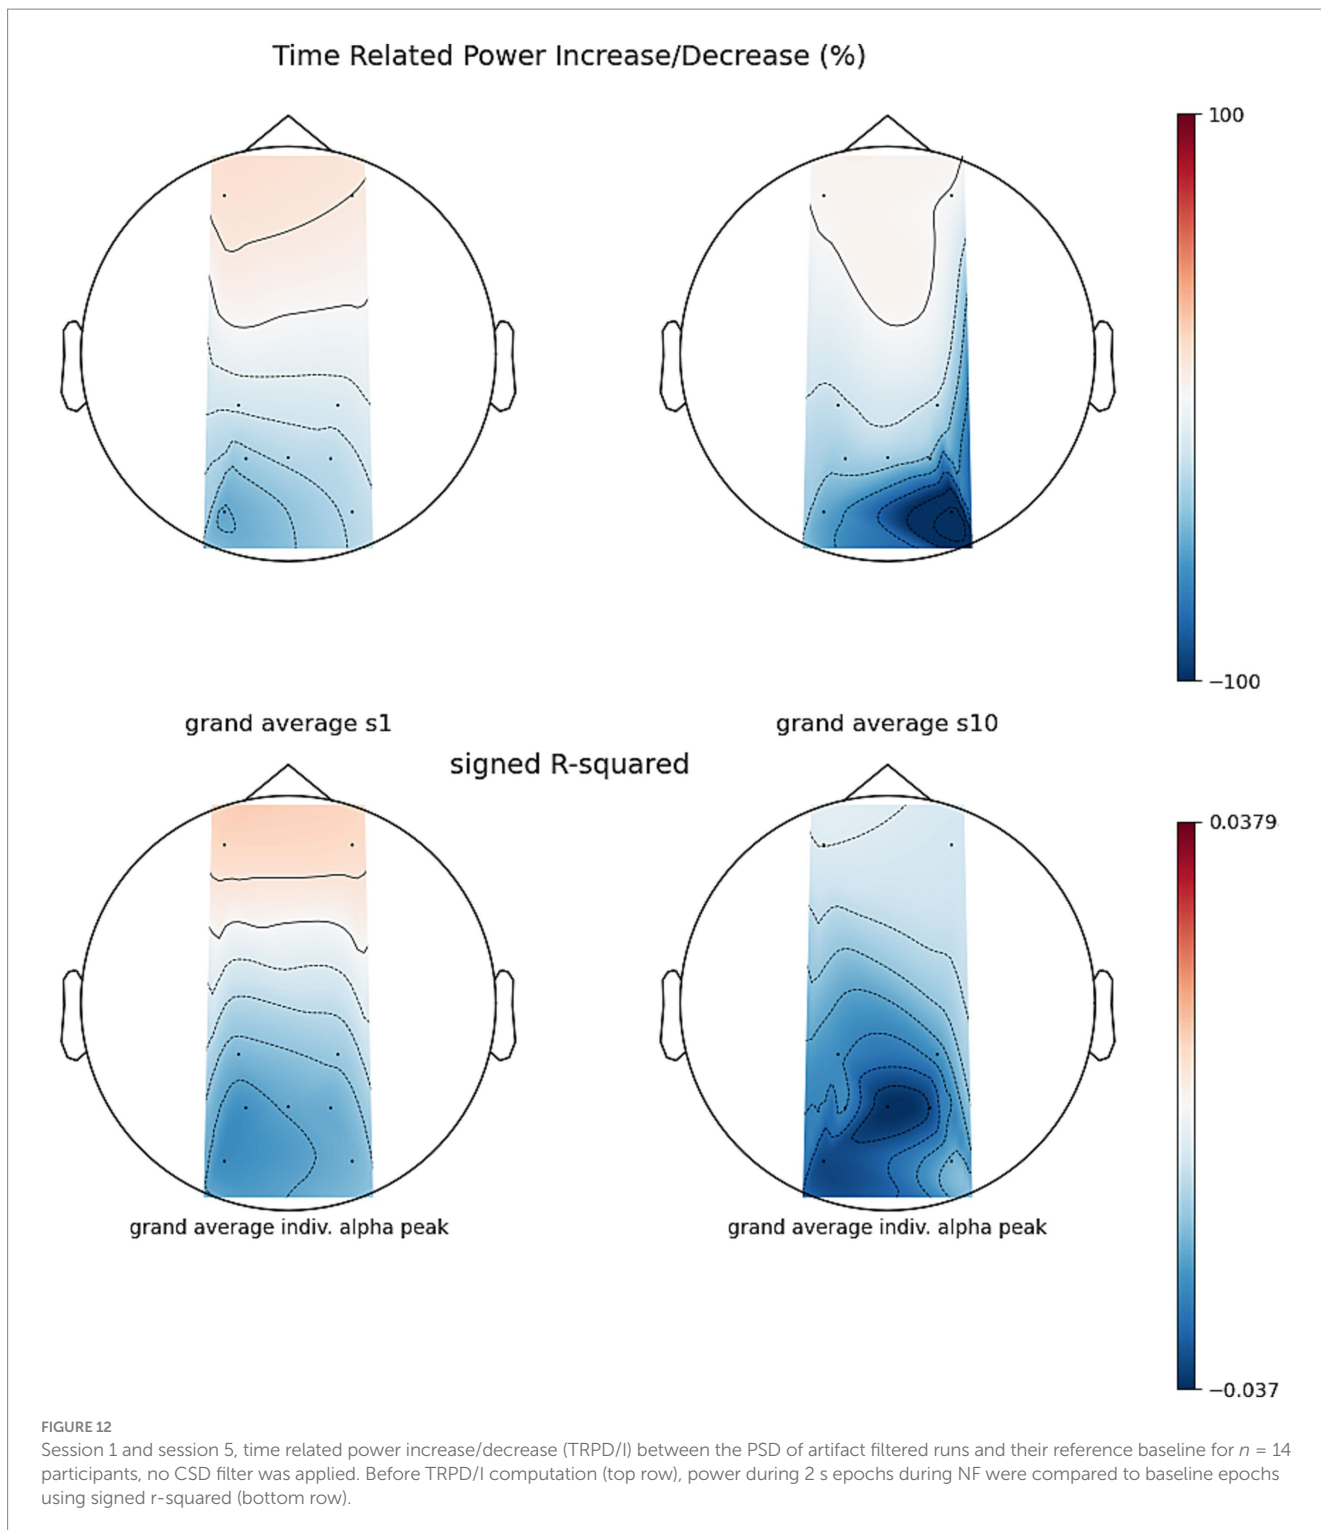 Time Related Power Increase/Decrease (%)
100
−100
grand average s1
grand average s10
signed R-squared
0.0379
−0.037
grand average indiv. alpha peak
grand average indiv. alpha peak
FIGURE 12
Session 1 and session 5, time related power increase/decrease (TRPD/I) between the PSD of artifact filtered runs and their reference baseline for n = 14
participants, no CSD filter was applied. Before TRPD/I computation (top row), power during 2 s epochs during NF were compared to baseline epochs
using signed r-squared (bottom row).